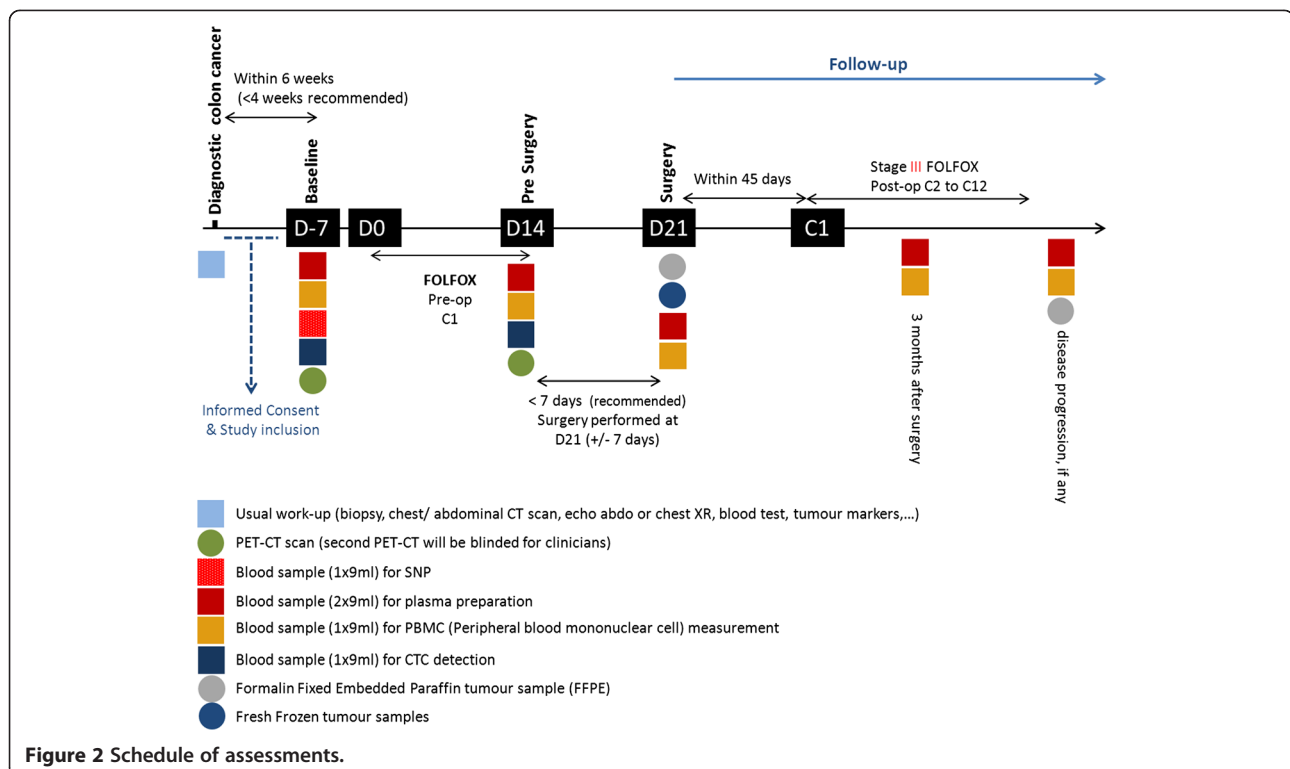 Follow-up
Diagnostic colon cancer
Within 6 weeks
(<4 weeks recommended)
Baseline
Pre Surgery
Surgery
Within 45 days
Stage III FOLFOX
Post-op C2 to C12
D-7
D0
D14
D21
C1
FOLFOX
Pre-op
C1
Informed Consent
& Study inclusion
< 7 days (recommended)
Surgery performed at
D21 (+/- 7 days)
3 months after surgery
disease progression, if any
Usual work-up (biopsy, chest/ abdominal CT scan, echo abdo or chest XR, blood test, tumour markers,...)
PET-CT scan (second PET-CT will be blinded for clinicians)
Blood sample (1x9ml) for SNP
Blood sample (2x9ml) for plasma preparation
Blood sample (1x9ml) for PBMC (Peripheral blood mononuclear cell) measurement
Blood sample (1x9ml) for CTC detection
Formalin Fixed Embedded Paraffin tumour sample (FFPE)
Fresh Frozen tumour samples
Figure 2 Schedule of assessments.